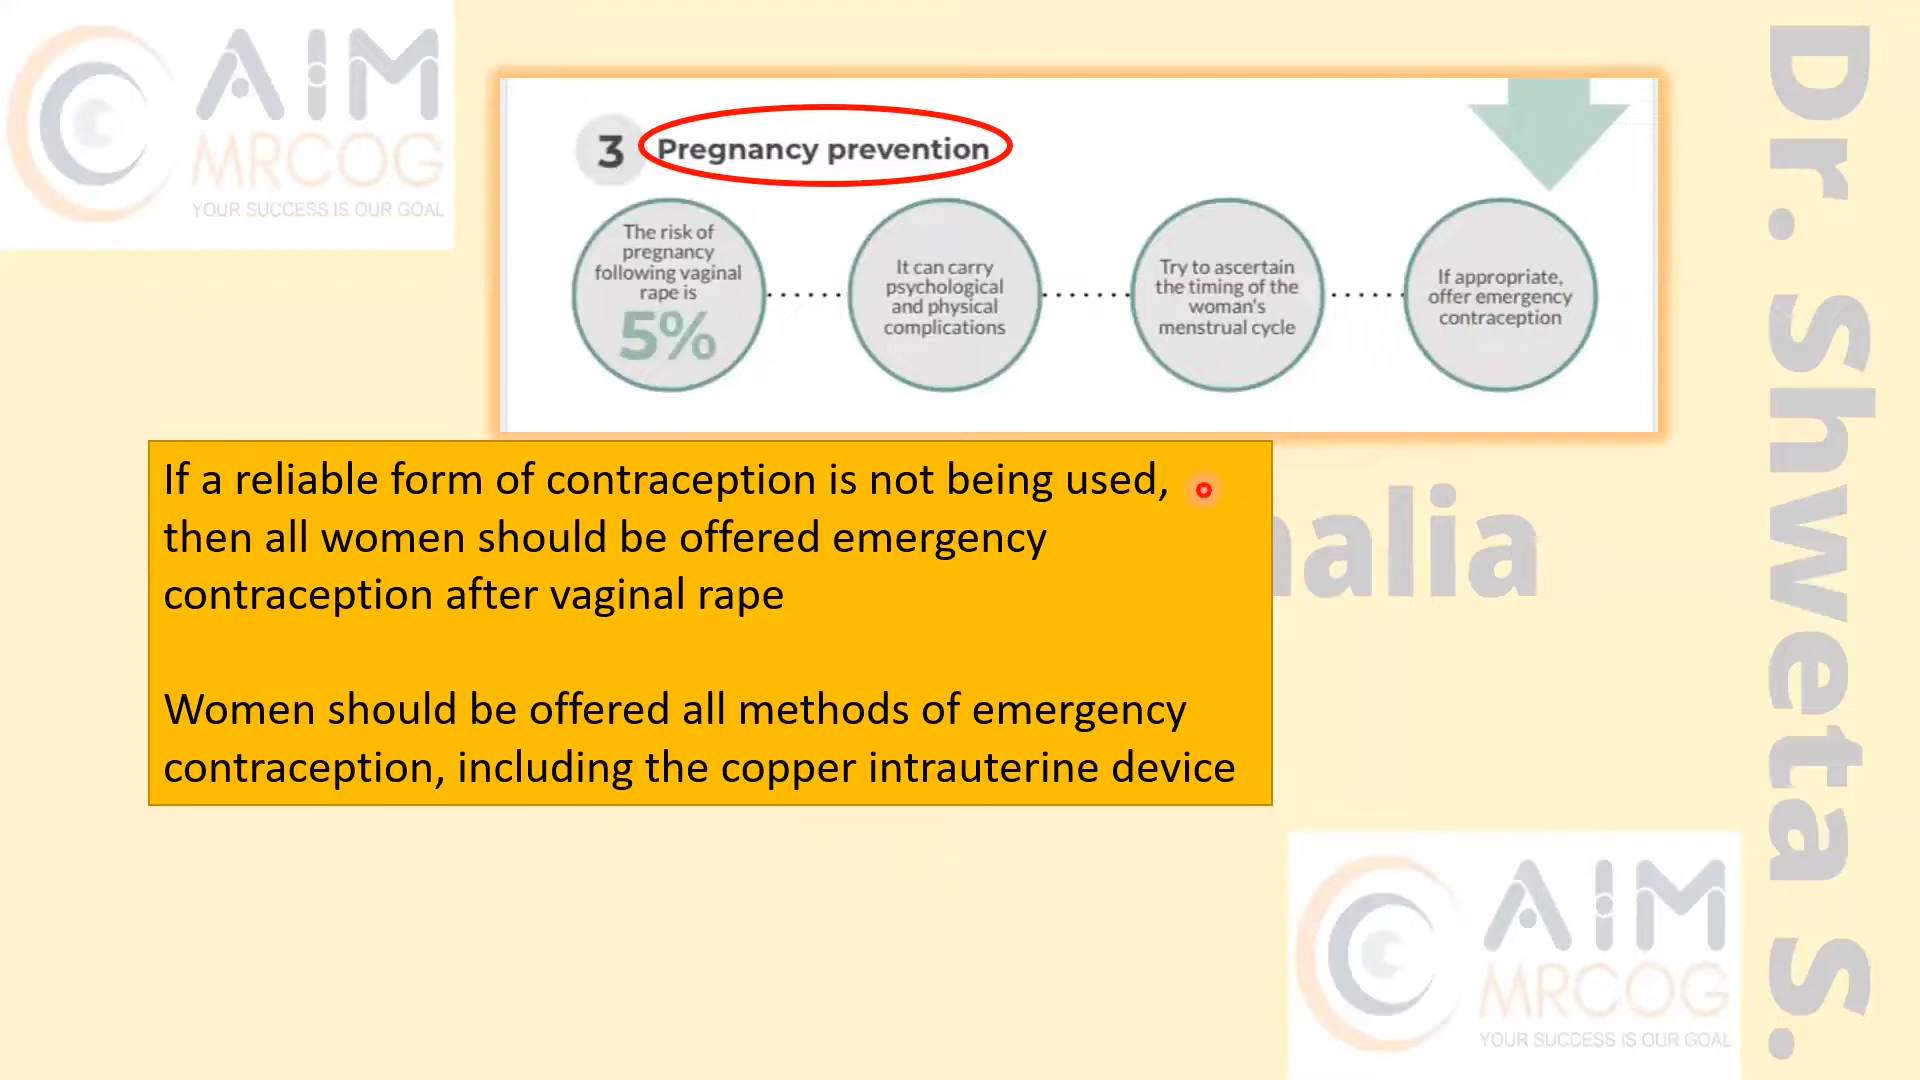 AIM
MRCOG
YOUR SUCCESS IS OUR GOAL
3 Pregnancy prevention
The risk of
pregnancy
following vaginal
rape is
5%
It can carry
psychological
and physical
complications
Try to ascertain
the timing of the
woman's
menstrual cycle
If appropriate,
offer emergency
contraception
If a reliable form of contraception is not being used,
then all women should be offered emergency
contraception after vaginal rape
Women should be offered all methods of emergency
contraception, including the copper intrauterine device
alia
Dr. Shweta S.
AIM
MRCOG
YOUR SUCCESS IS OUR GOAL